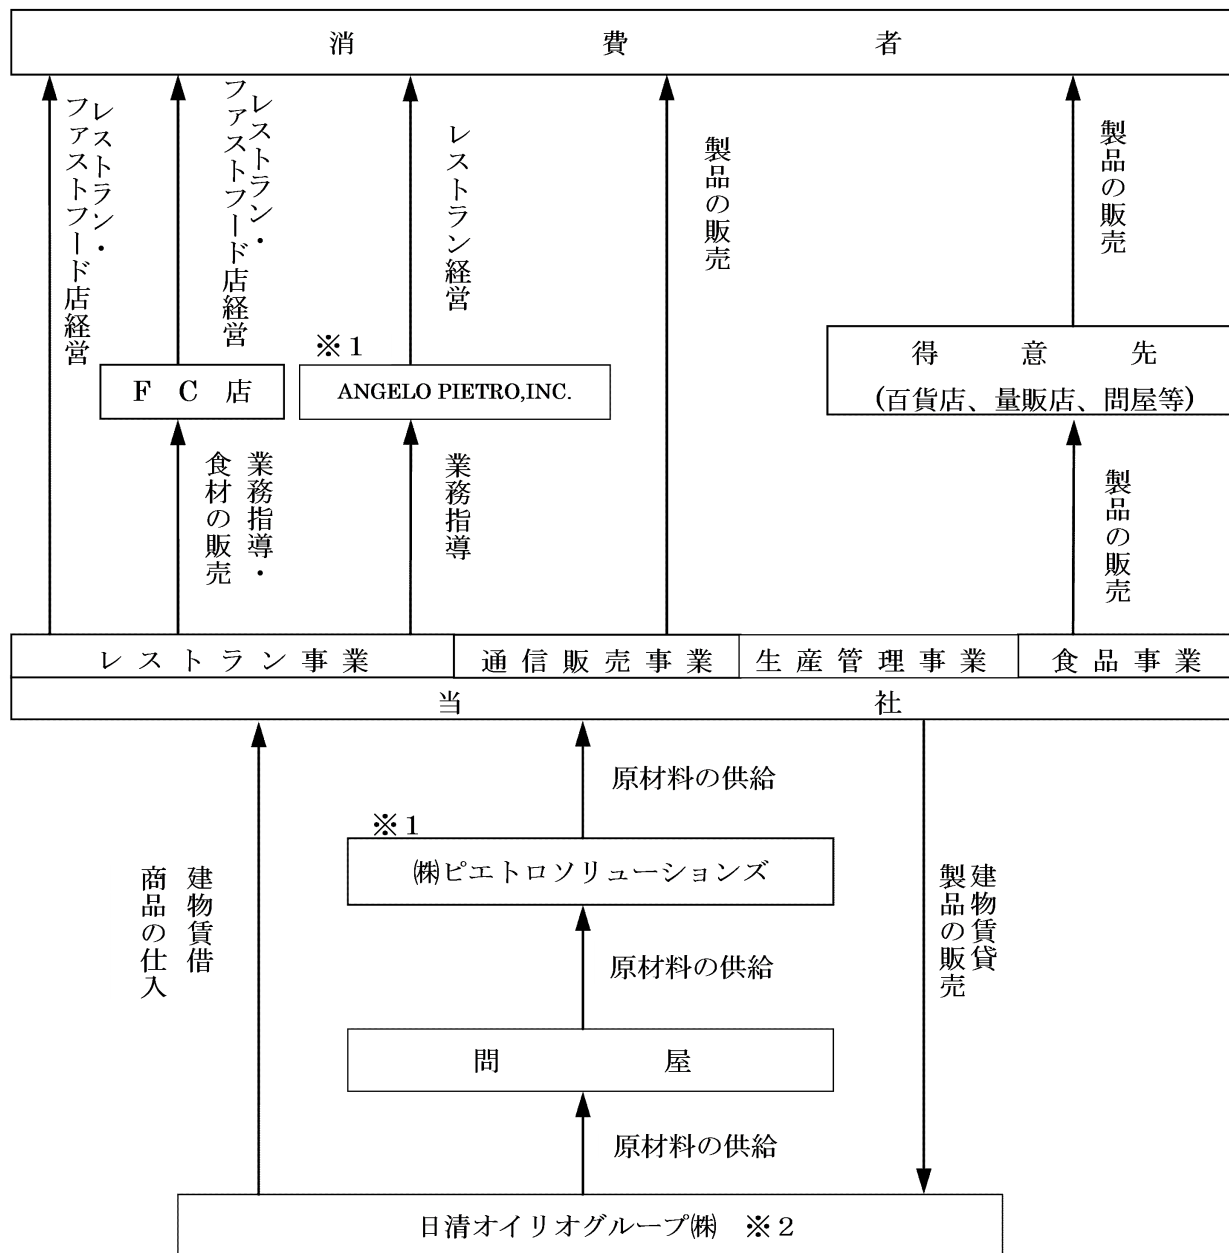 消費者
レストラン・
ファストフード店経営
レストラン・
ファストフード店経営
レストラン経営
製品の販売
製品の販売
※1
FC店
ANGELO PIETRO,INC.
得意先
(百貨店、量販店、問屋等)
業務指導・
食材の販売
業務指導
製品の販売
レストラン事業
通信販売事業
生産管理事業
食品事業
当社
原材料の供給
※1
㈱ピエトロソリューションズ
建物賃借
商品の仕入
建物賃貸
製品の販売
原材料の供給
問屋
原材料の供給
日清オイリオグループ㈱ ※2